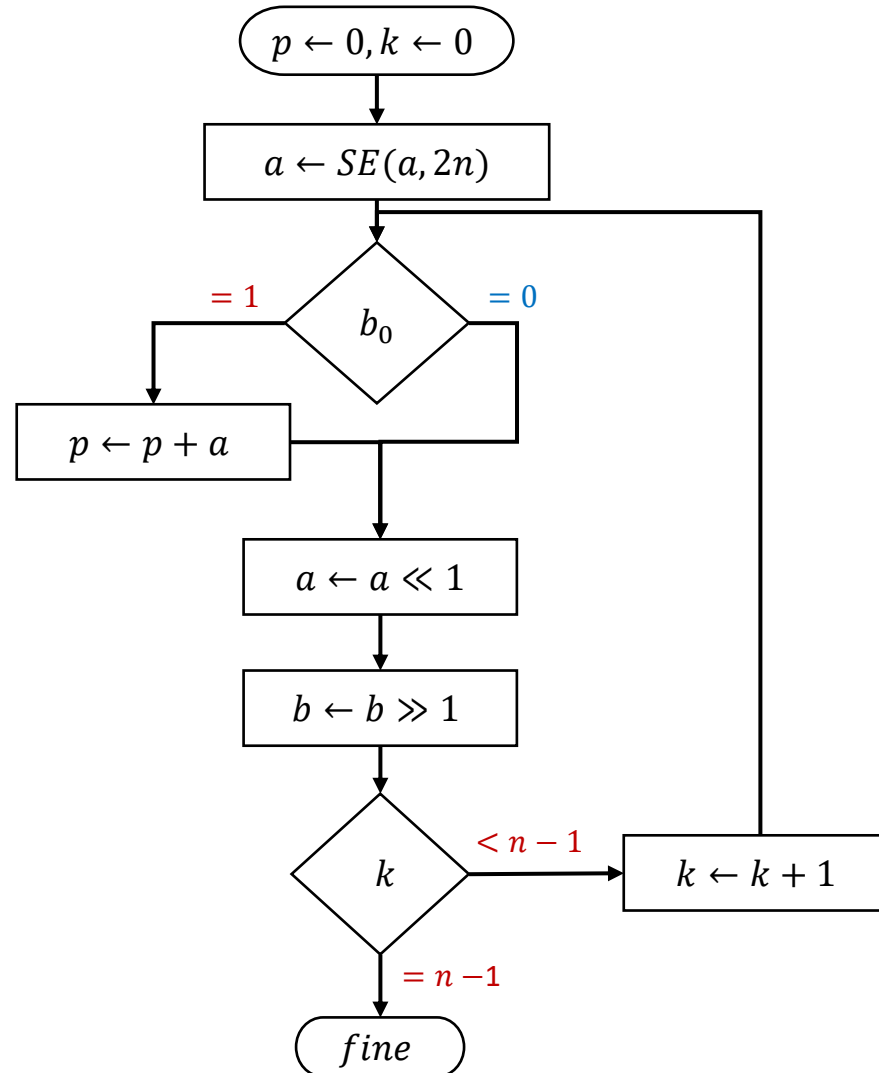 p ← 0, k ← 0
a ← SE(a, 2n)
= 1
= 0
b₀
p ← p + a
a ← a ≪ 1
b ← b ≫ 1
< n − 1
k
k ← k + 1
= n − 1
fine